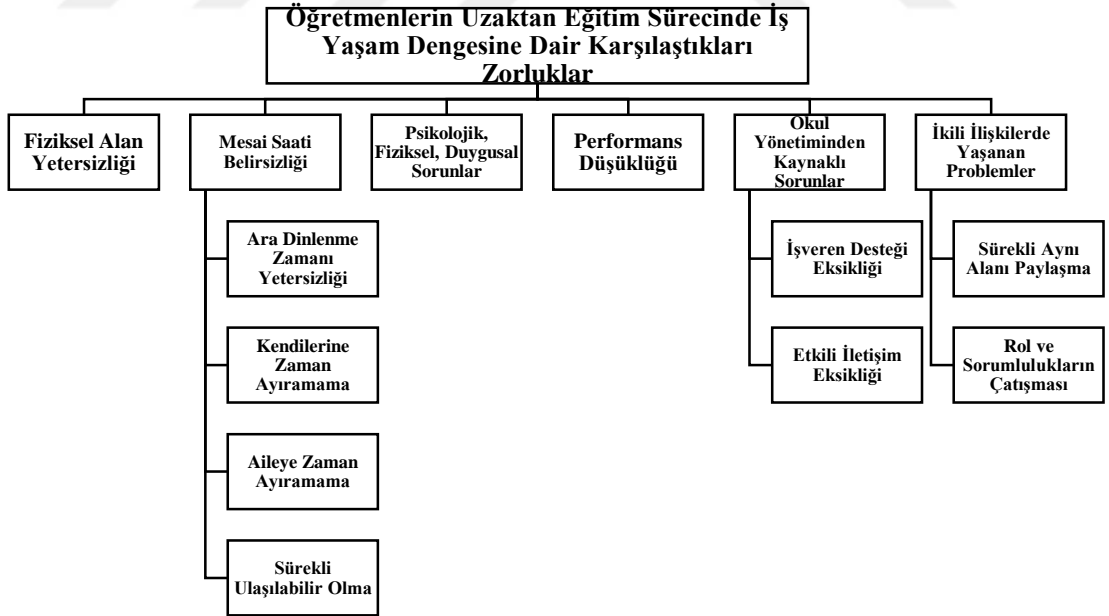 Öğretmenlerin Uzaktan Eğitim Sürecinde İş
Yaşam Dengesine Dair Karşılaştıkları
Zorluklar
Fiziksel Alan
Yetersizliği
Mesai Saati
Belirsizliği
Ara Dinlenme
Zamanı
Yetersizliği
Kendilerine
Zaman
Ayıramama
Aileye Zaman
Ayıramama
Sürekli
Ulaşılabilir Olma
Psikolojik,
Fiziksel, Duygusal
Sorunlar
Performans
Düşüklüğü
Okul
Yönetiminden
Kaynaklı
Sorunlar
İşveren Desteği
Eksikliği
Etkili İletişim
Eksikliği
İkili İlişkilerde
Yaşanan
Problemler
Sürekli Aynı
Alanı Paylaşma
Rol ve
Sorumlulukların
Çatışması